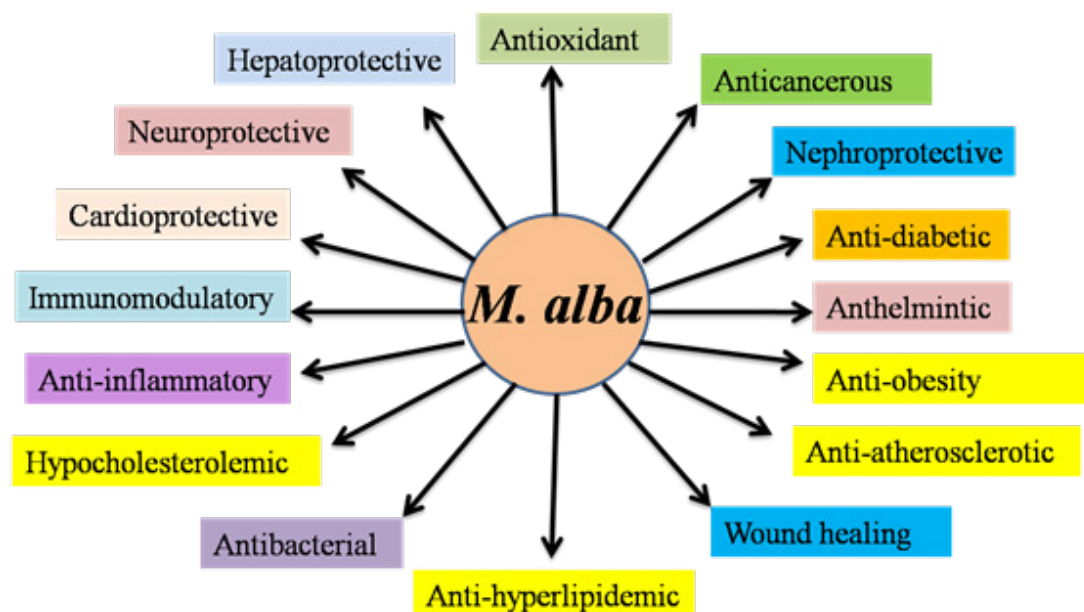 Antioxidant
Hepatoprotective
Anticancerous
Neuroprotective
Nephroprotective
Cardioprotective
Anti-diabetic
Immunomodulatory
M. alba
Anthelmintic
Anti-inflammatory
Anti-obesity
Hypocholesterolemic
Anti-atherosclerotic
Antibacterial
Wound healing
Anti-hyperlipidemic